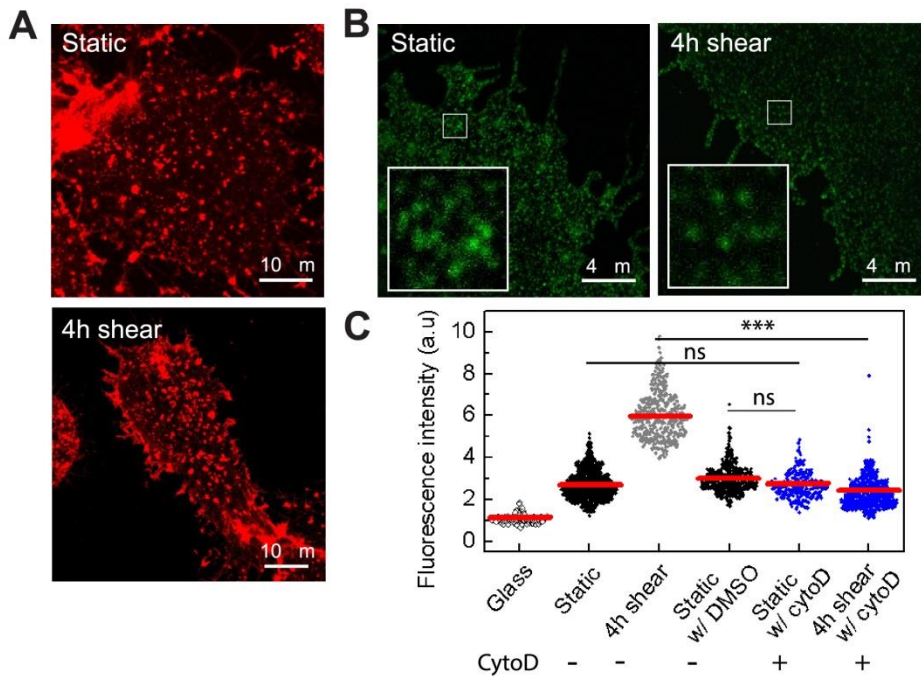 A
Static
10 m
4h shear
10 m
B
Static
4 m
4h shear
4 m
C
Fluorescence intensity (a.u)
10
8
6
4
2
0
***
ns
ns
Glass
Static
4h shear
Static
w/ DMSO
Static
w/ cytoD
4h shear
w/ cytoD
CytoD - - - + +